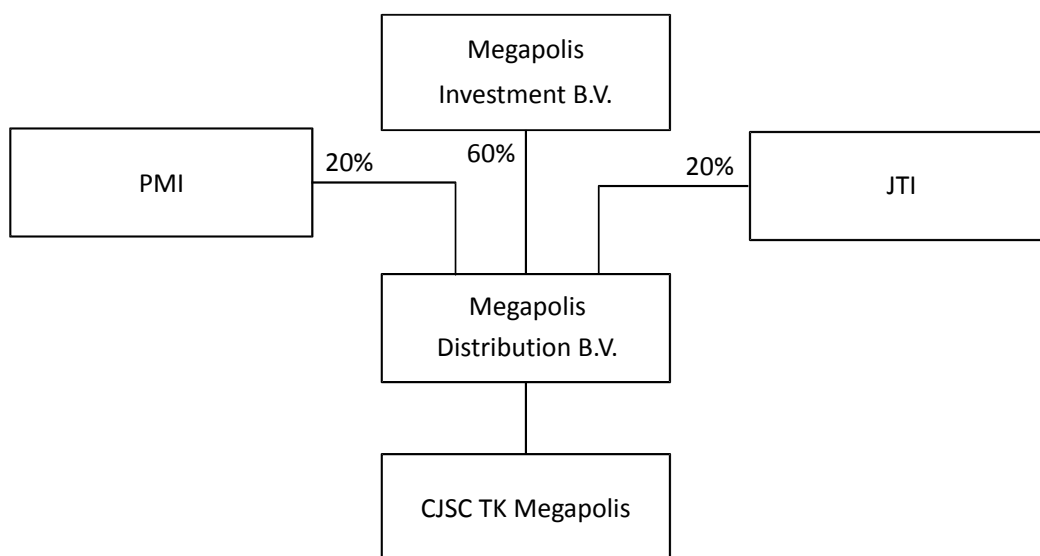 Megapolis
Investment B.V.
20%
60%
20%
PMI
JTI
Megapolis
Distribution B.V.
CJSC TK Megapolis